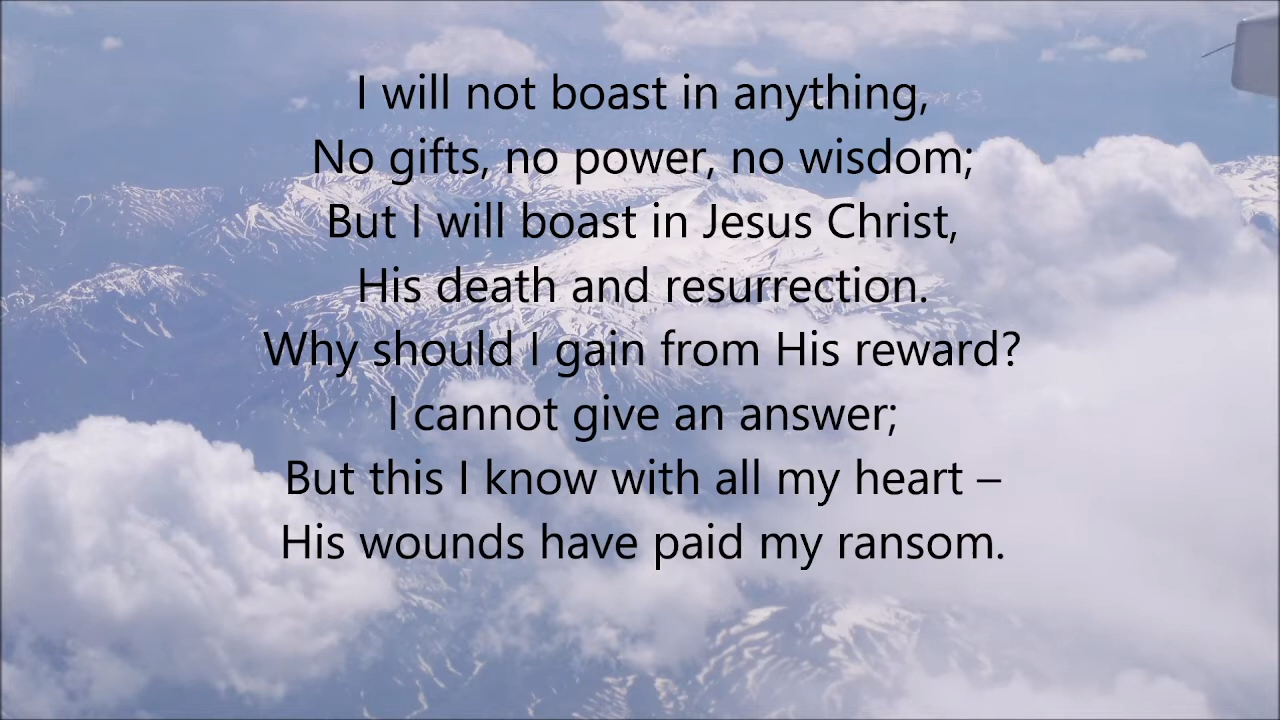 I will not boast in anything,
No gifts, no power, no wisdom;
But I will boast in Jesus Christ,
His death and resurrection.
Why should I gain from His reward?
I cannot give an answer;
But this I know with all my heart –
His wounds have paid my ransom.